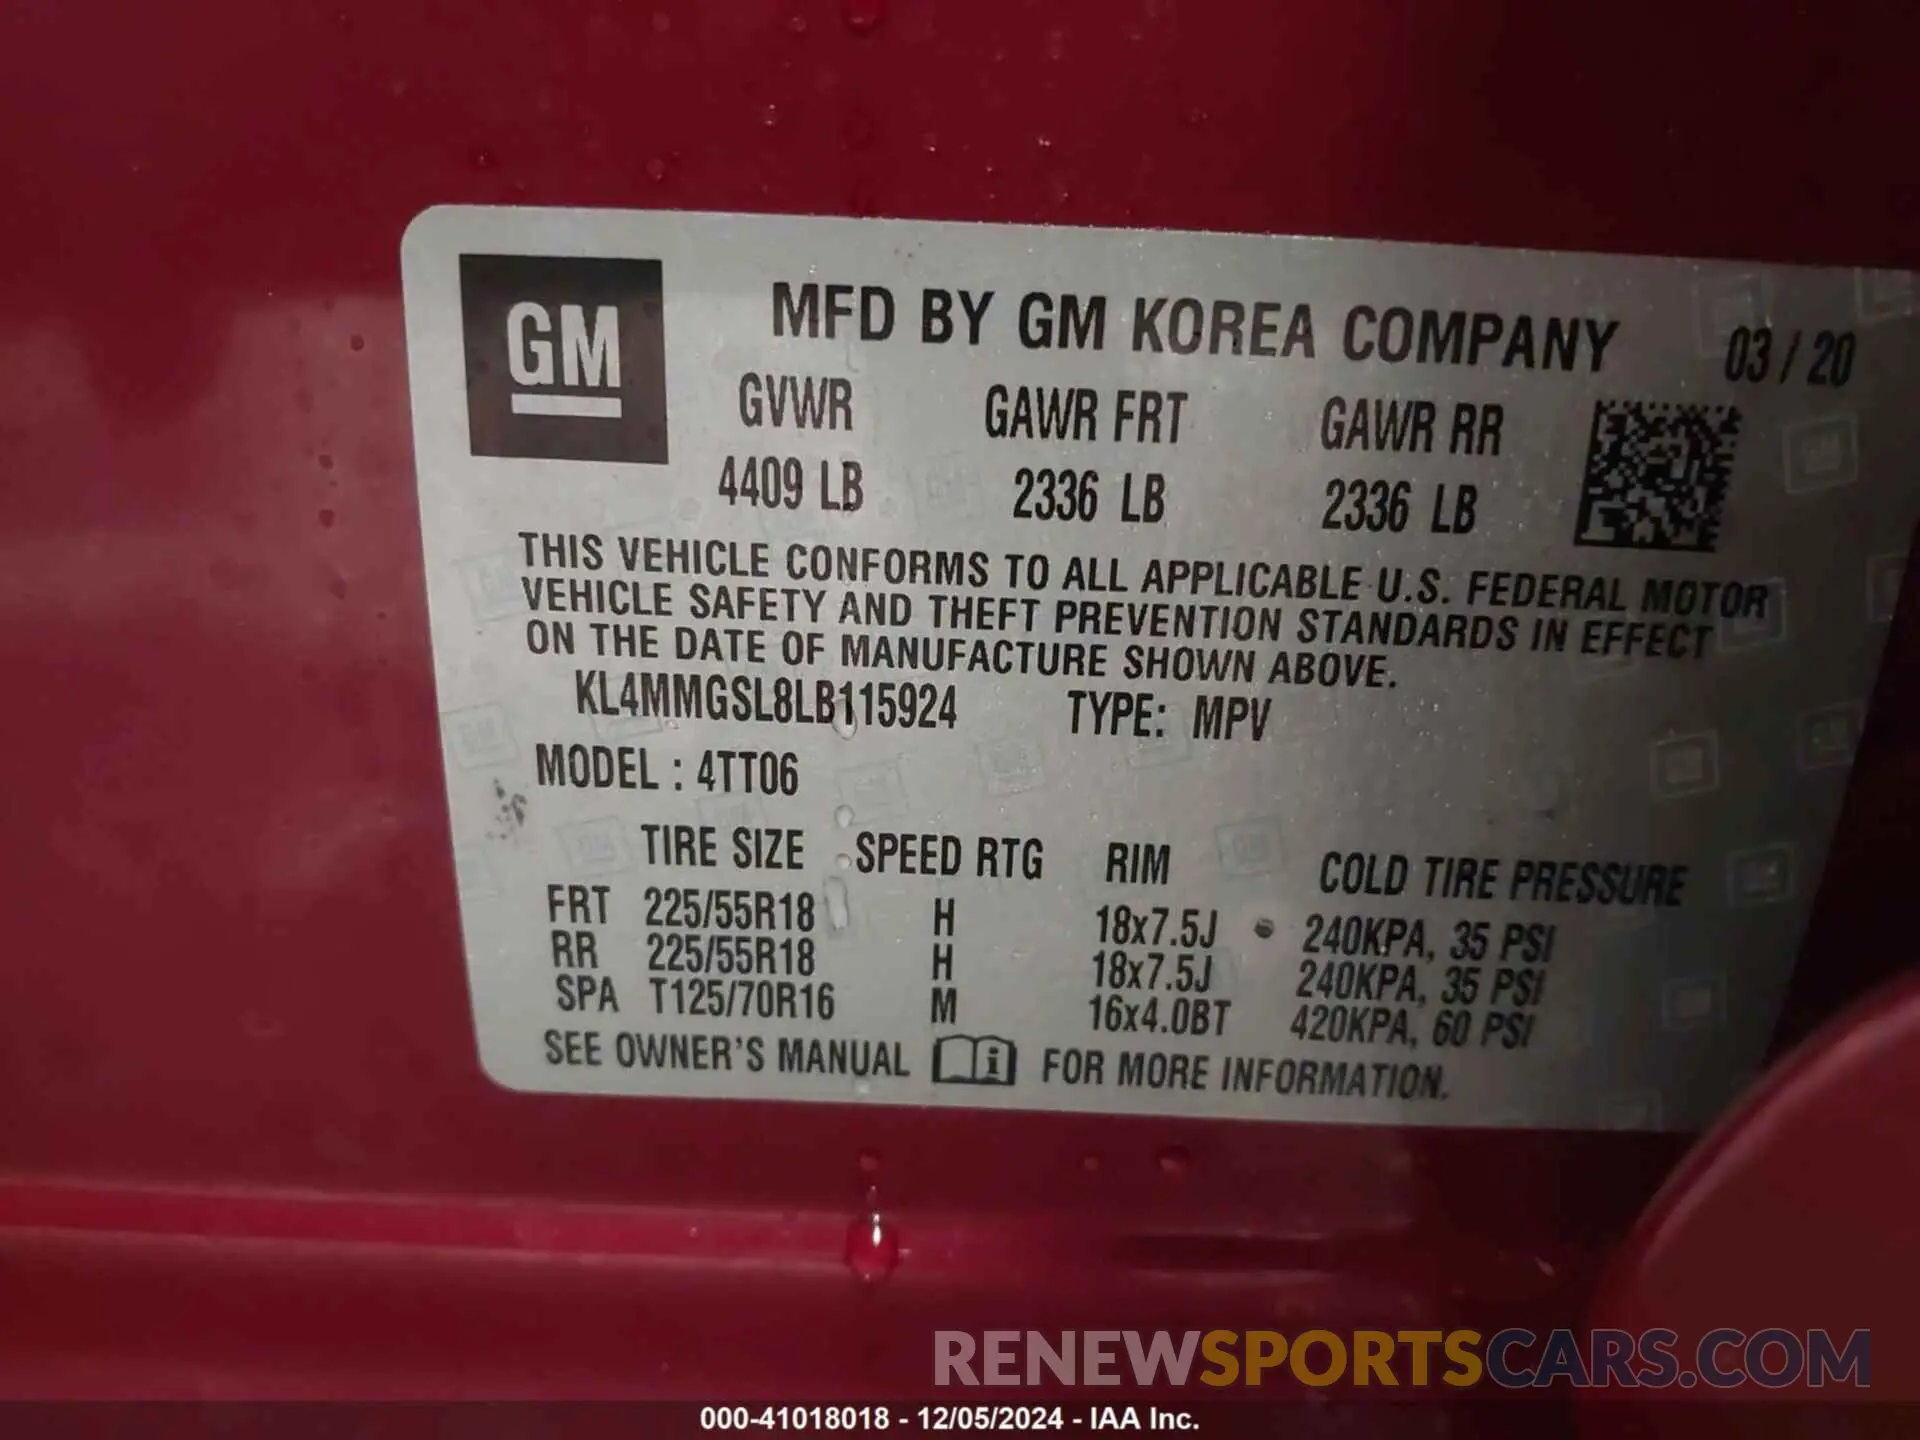 GM
MFD BY GM KOREA COMPANY 03 / 20
GVWR GAWR FRT GAWR RR
4409 LB 2336 LB 2336 LB
THIS VEHICLE CONFORMS TO ALL APPLICABLE U.S. FEDERAL MOTOR
VEHICLE SAFETY AND THEFT PREVENTION STANDARDS IN EFFECT
ON THE DATE OF MANUFACTURE SHOWN ABOVE.
KL4MMGSL8LB115924 TYPE: MPV
MODEL : 4TT06
TIRE SIZE SPEED RTG RIM COLD TIRE PRESSURE
FRT 225/55R18 H 18x7.5J 240KPA, 35 PSI
RR 225/55R18 H 18x7.5J 240KPA, 35 PSI
SPA T125/70R16 M 16x4.0BT 420KPA, 60 PSI
SEE OWNER'S MANUAL i FOR MORE INFORMATION.
RENEWSPORTSCARS.COM
000-41018018 - 12/05/2024 - IAA Inc.